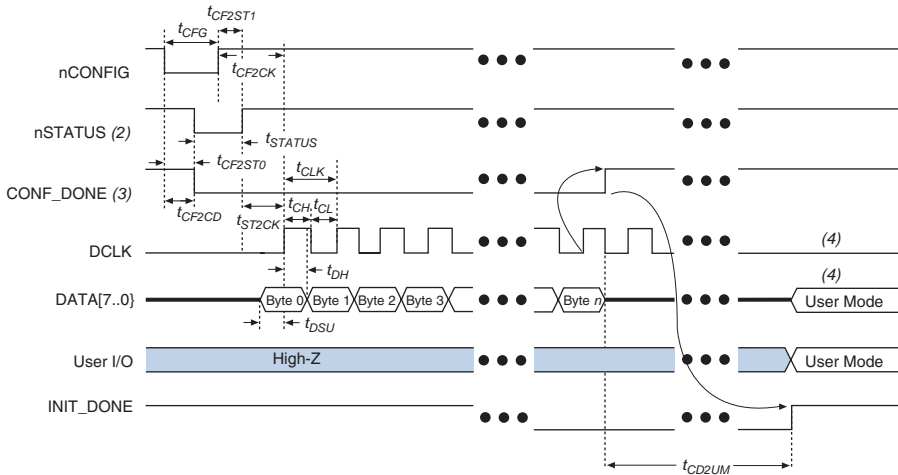 tCF2ST1
tCFG
nCONFIG
tCF2CK
nSTATUS (2)
tSTATUS
tCF2ST0
tCLK
CONF_DONE (3)
tCF2CD
tST2CK
tCH
tCL
DCLK
(4)
tDH
DATA[7..0}
Byte 0
Byte 1
Byte 2
Byte 3
Byte n
(4)
User Mode
tDSU
User I/O
High-Z
User Mode
INIT_DONE
tCD2UM